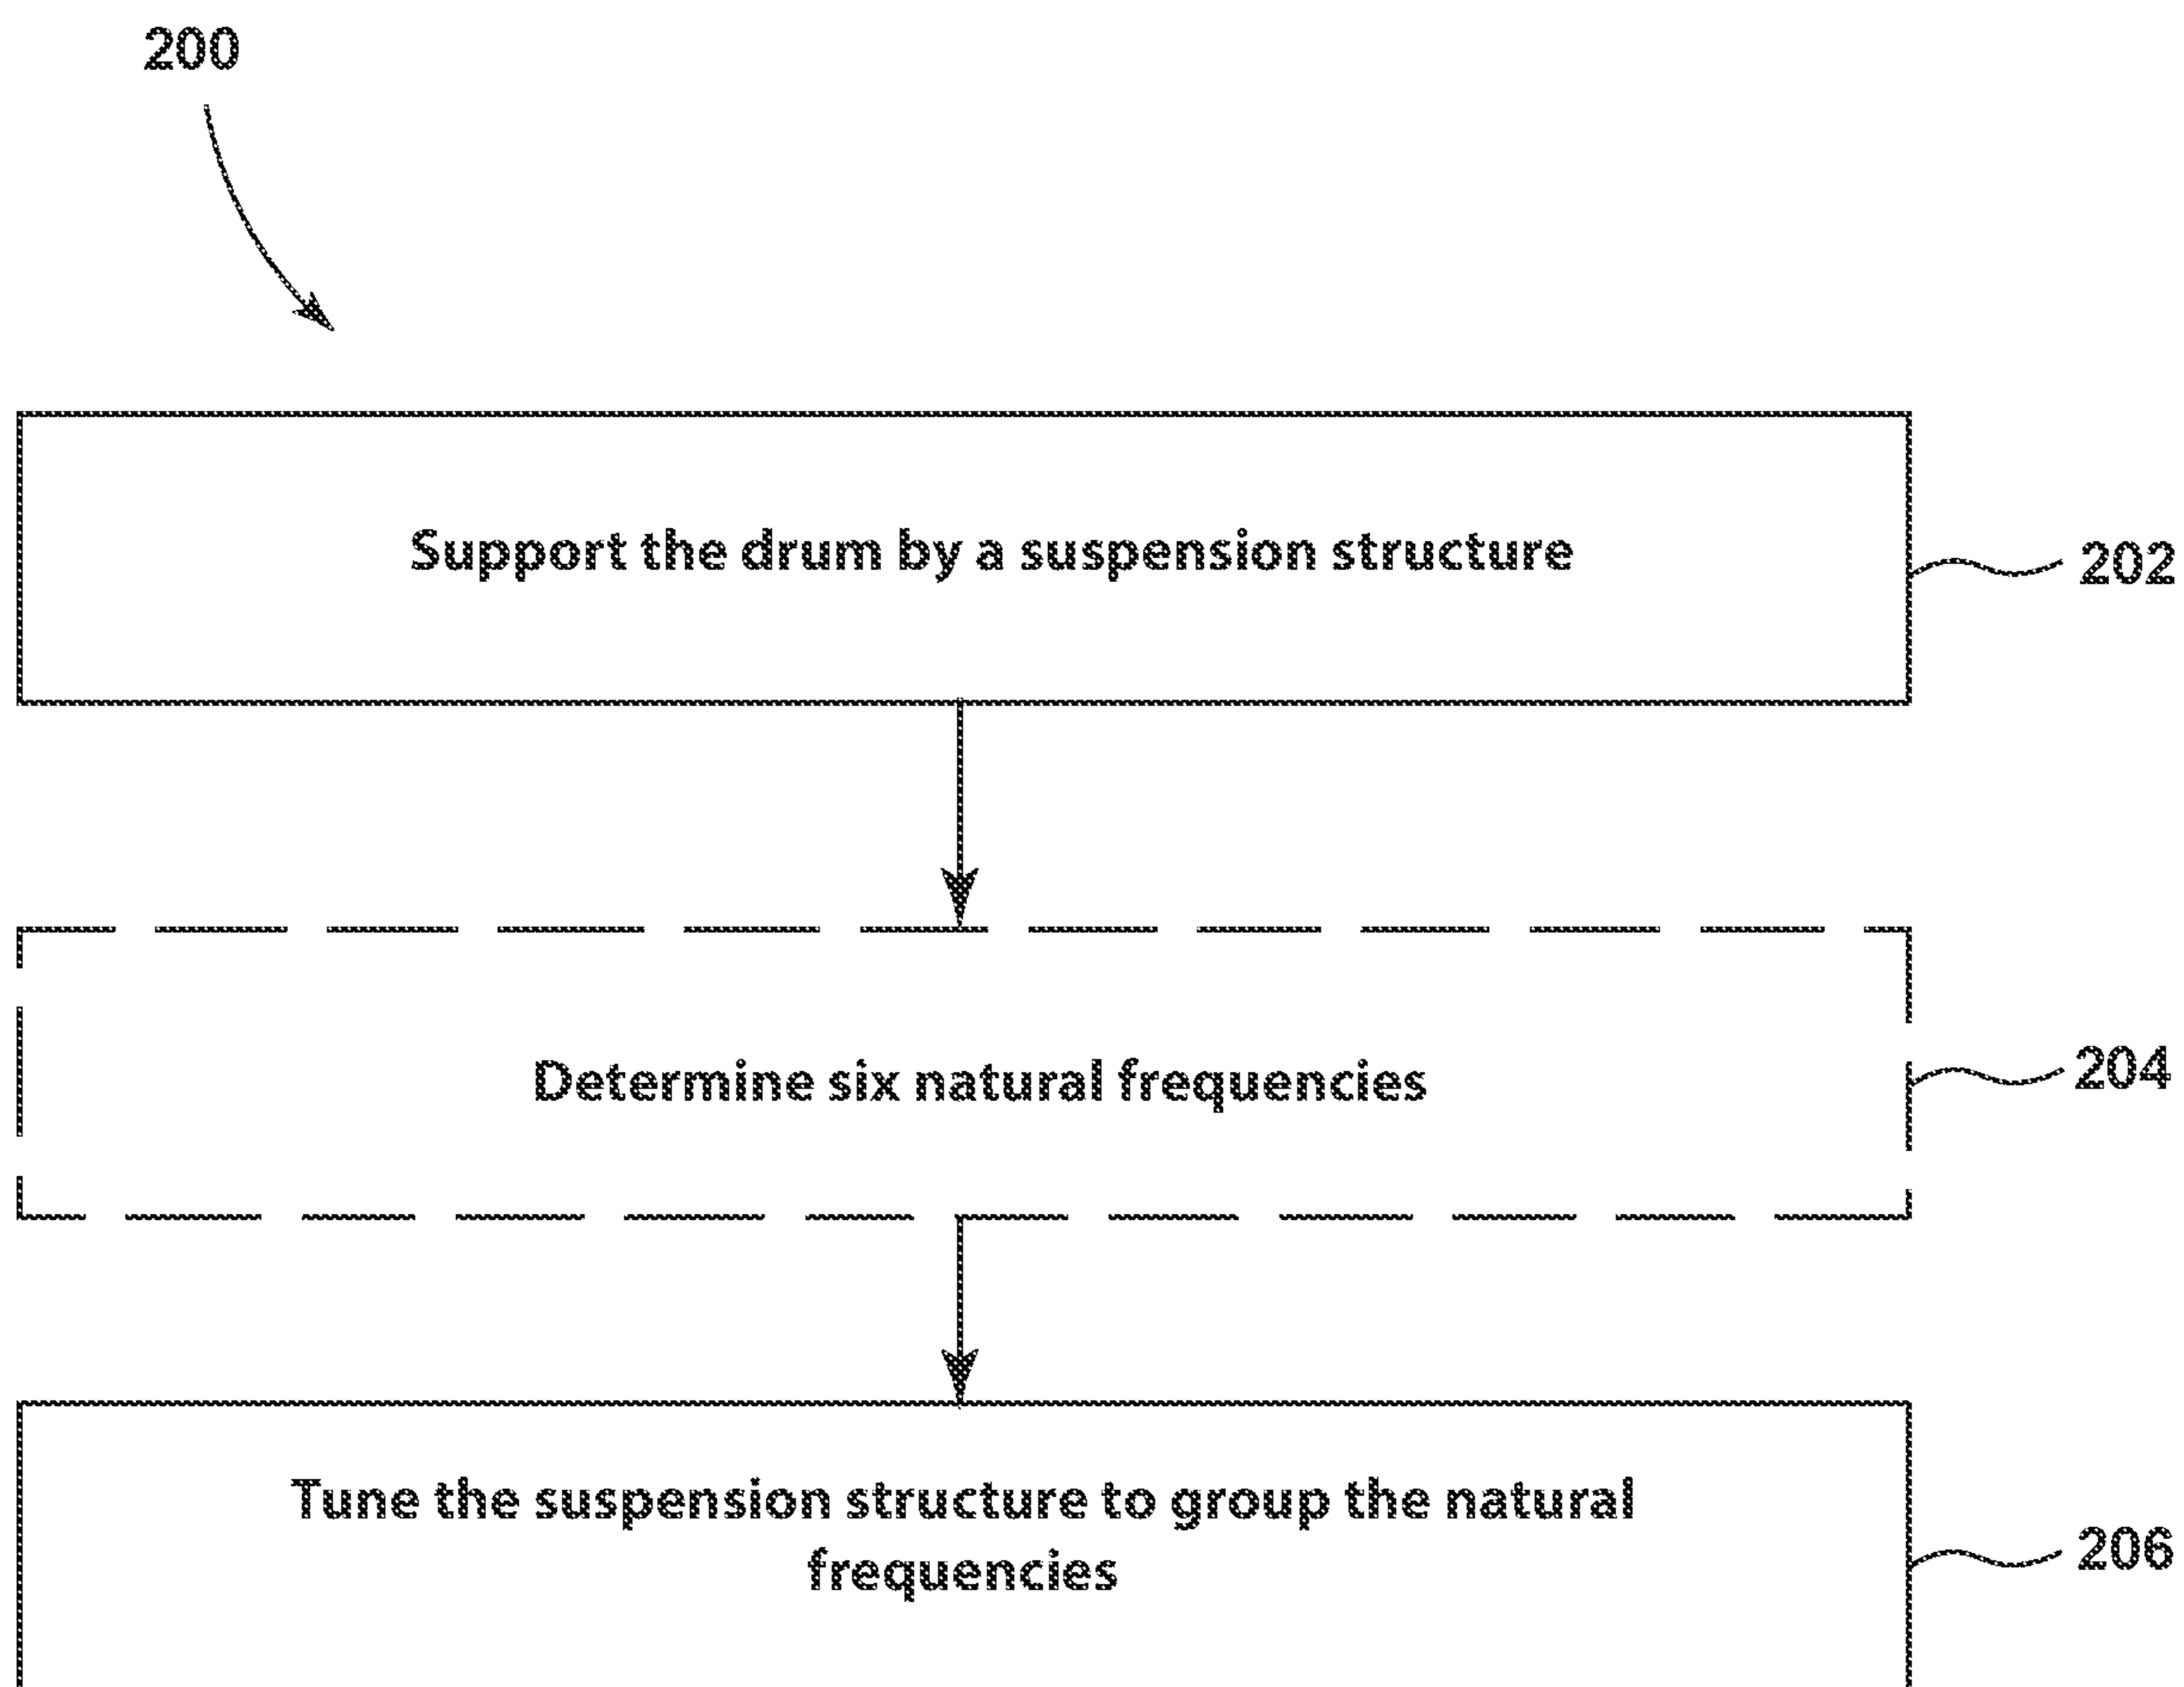 200
Support the drum by a suspension structure
202
Determine six natural frequencies
204
Tune the suspension structure to group the natural
frequencies
206